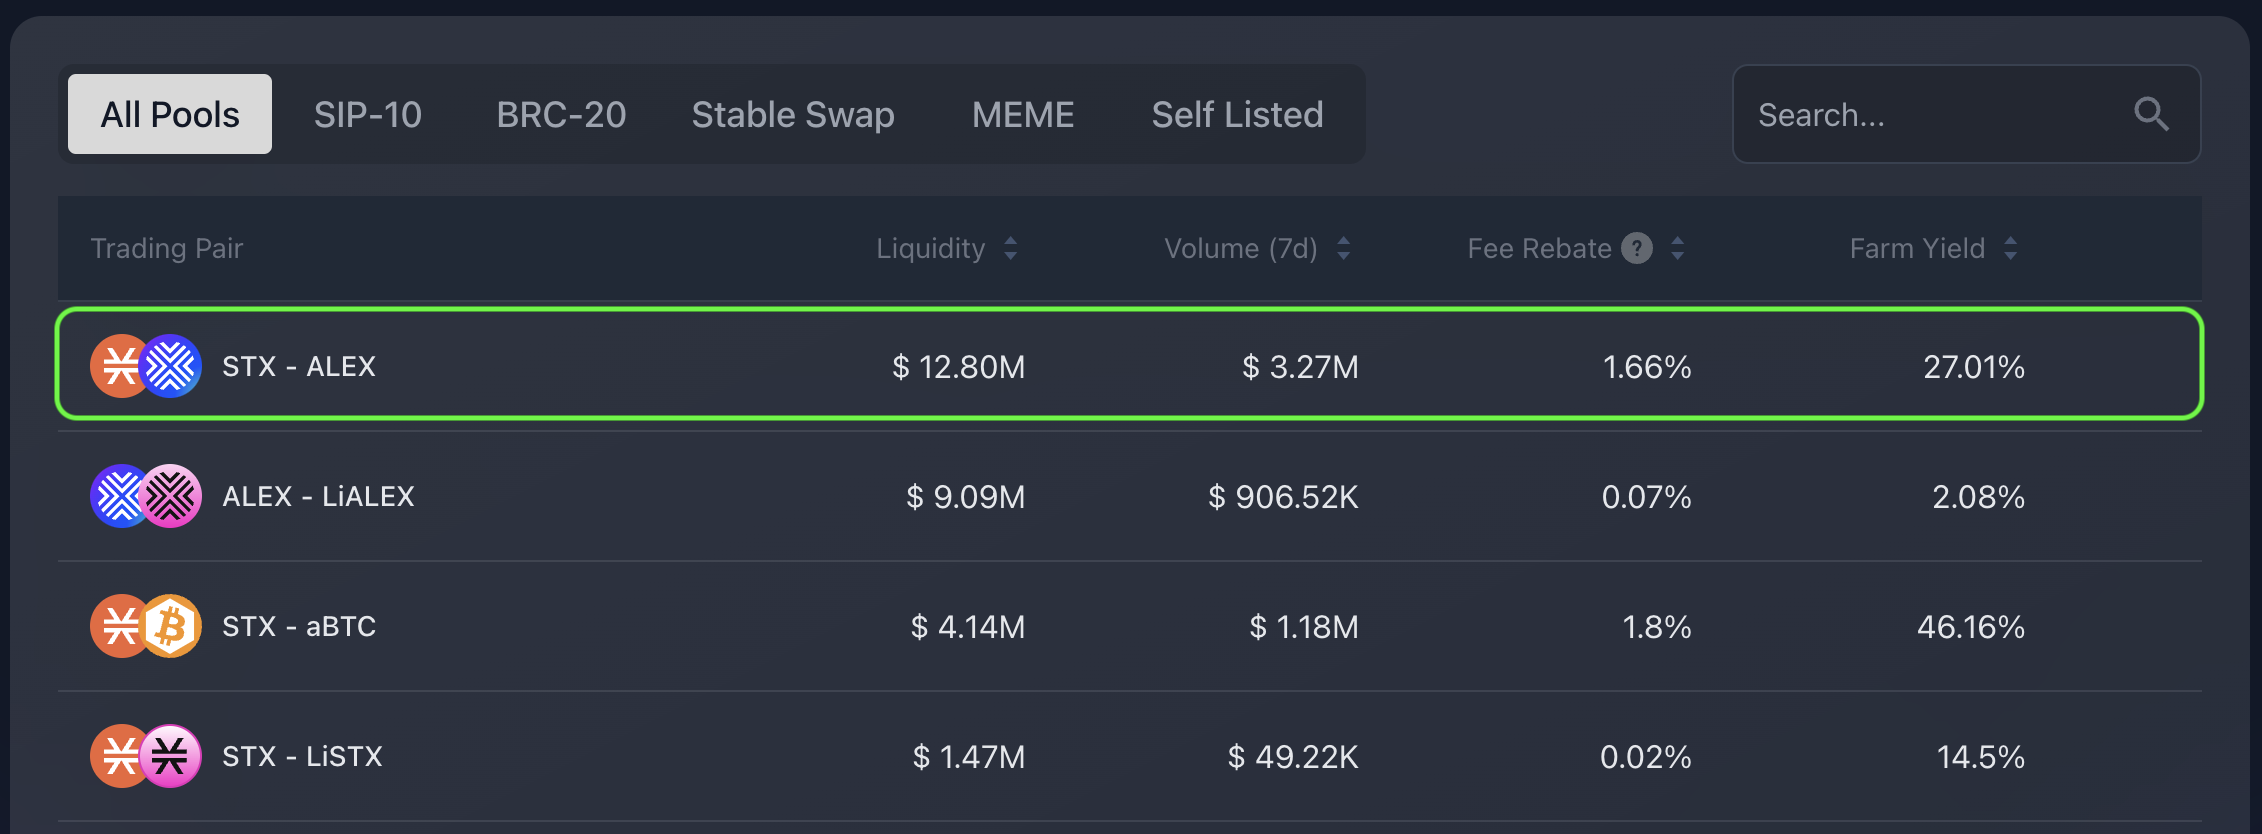 All Pools SIP-10 BRC-20 Stable Swap MEME Self Listed Search...
Trading Pair Liquidity Volume (7d) Fee Rebate ? Farm Yield
STX - ALEX $ 12.80M $ 3.27M 1.66% 27.01%
ALEX - LiALEX $ 9.09M $ 906.52K 0.07% 2.08%
STX - aBTC $ 4.14M $ 1.18M 1.8% 46.16%
STX - LiSTX $ 1.47M $ 49.22K 0.02% 14.5%